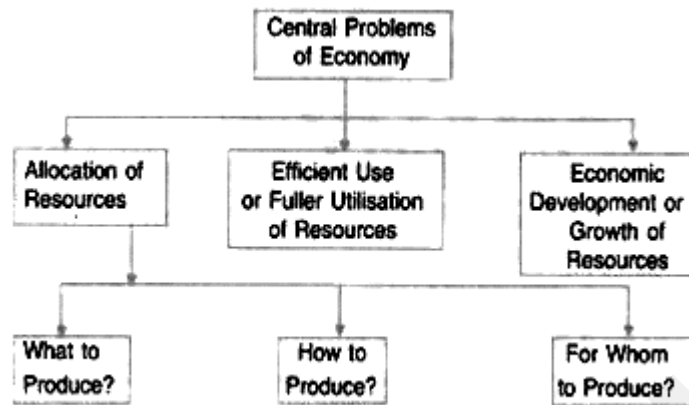 Central Problems
of Economy
Allocation of
Resources
Efficient Use
or Fuller Utilisation
of Resources
Economic
Development or
Growth of
Resources
What to
Produce?
How to
Produce?
For Whom
to Produce?